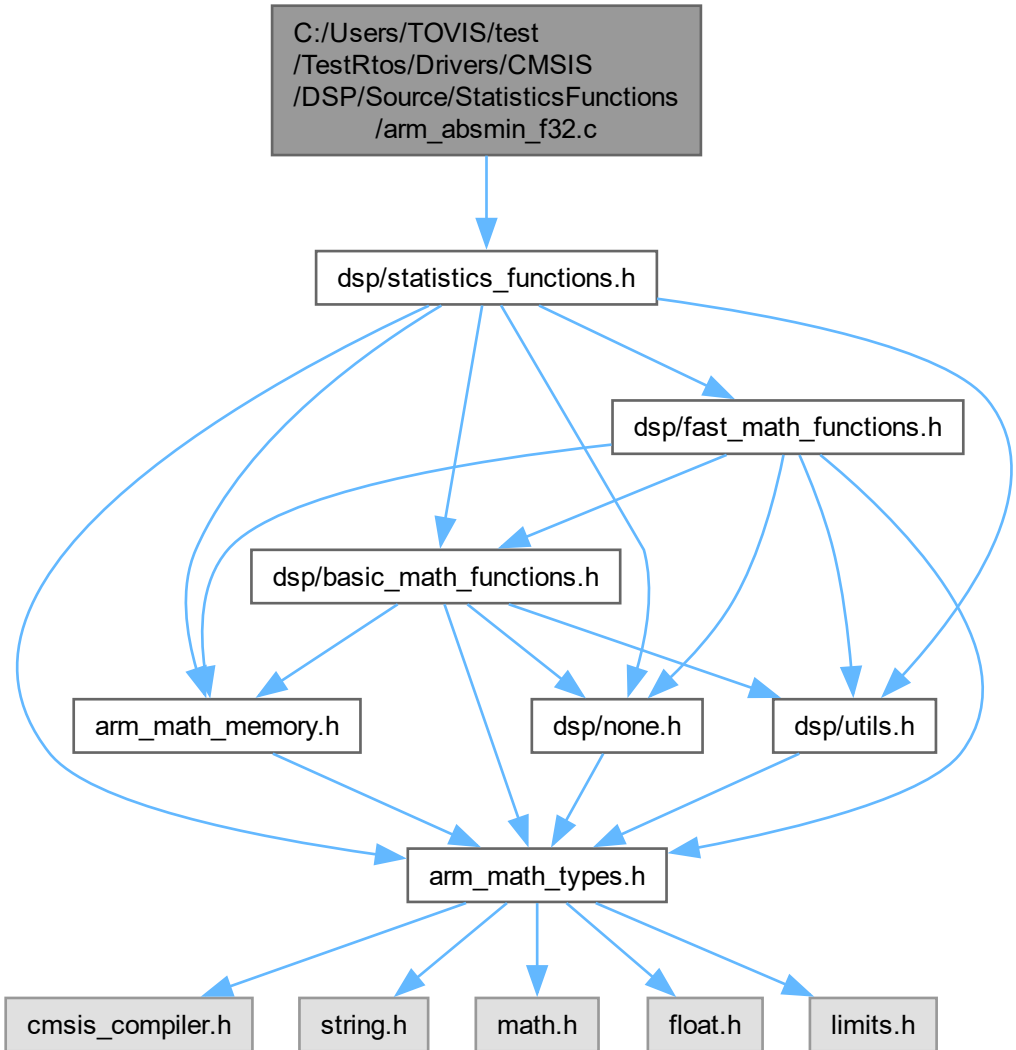 C:/Users/TOVIS/test
/TestRtos/Drivers/CMSIS
/DSP/Source/StatisticsFunctions
/arm_absmin_f32.c
dsp/statistics_functions.h
dsp/fast_math_functions.h
dsp/basic_math_functions.h
arm_math_memory.h
dsp/none.h
dsp/utils.h
arm_math_types.h
cmsis_compiler.h
string.h
math.h
float.h
limits.h